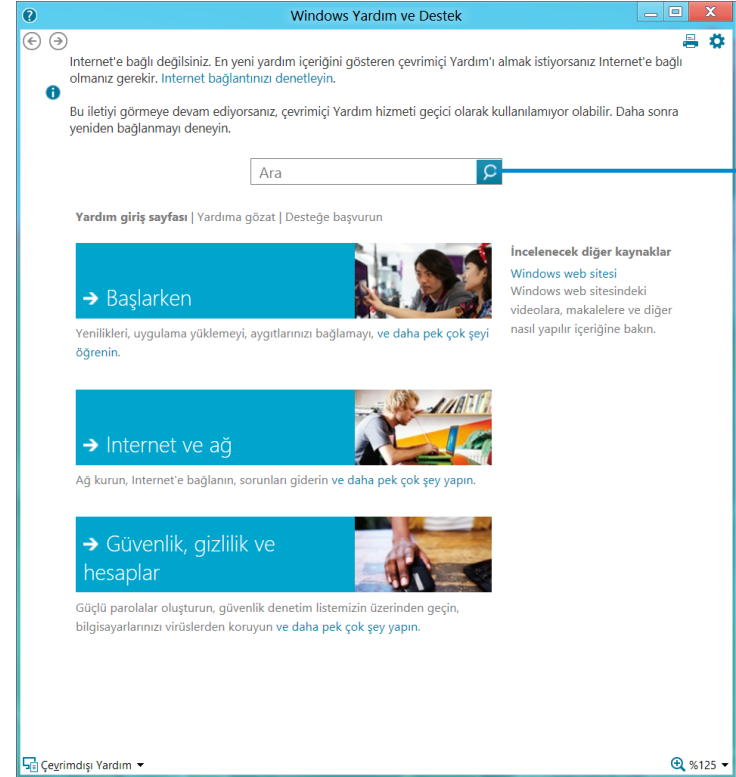 Windows Yardım ve Destek
Internet'e bağlı değilsiniz. En yeni yardım içeriğini gösteren çevrimiçi Yardım'ı almak istiyorsanız Internet'e bağlı
olmanız gerekir. Internet bağlantınızı denetleyin.
Bu iletiyi görmeye devam ediyorsanız, çevrimiçi Yardım hizmeti geçici olarak kullanılamıyor olabilir. Daha sonra
yeniden bağlanmayı deneyin.
Ara
Yardım giriş sayfası | Yardıma gözat | Desteğe başvurun
Başlarken
Yenilikleri, uygulama yüklemeyi, aygıtlarınızı bağlamayı, ve daha pek çok şeyi
öğrenin.
İncelenecek diğer kaynaklar
Windows web sitesi
Windows web sitesindeki
videolara, makalelere ve diğer
nasıl yapılır içeriğine bakın.
Internet ve ağ
Ağ kurun, Internet'e bağlanın, sorunları giderin ve daha pek çok şey yapın.
Güvenlik, gizlilik ve
hesaplar
Güçlü parolalar oluşturun, güvenlik denetim listemizin üzerinden geçin,
bilgisayarlarınızı virüslerden koruyun ve daha pek çok şey yapın.
Çevrimdışı Yardım
%125